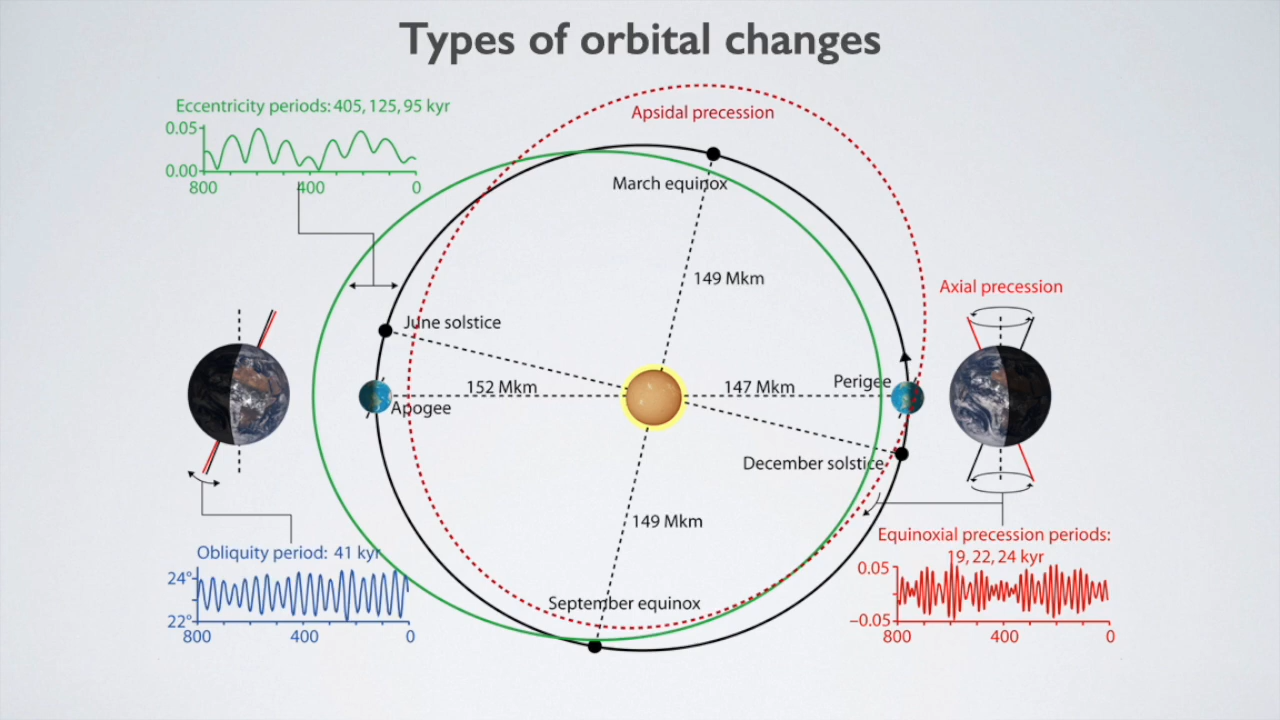 Types of orbital changes
Eccentricity periods: 405, 125, 95 kyr
0.05
0.00
800
400
0
Apsidal precession
March equinox
149 Mkm
Axial precession
June solstice
152 Mkm
147 Mkm
Perigee
Apogee
December solstice
149 Mkm
Obliquity period: 41 kyr
24°
22°
800
400
0
September equinox
Equinoxial precession periods:
19, 22, 24 kyr
0.05
−0.05
800
400
0